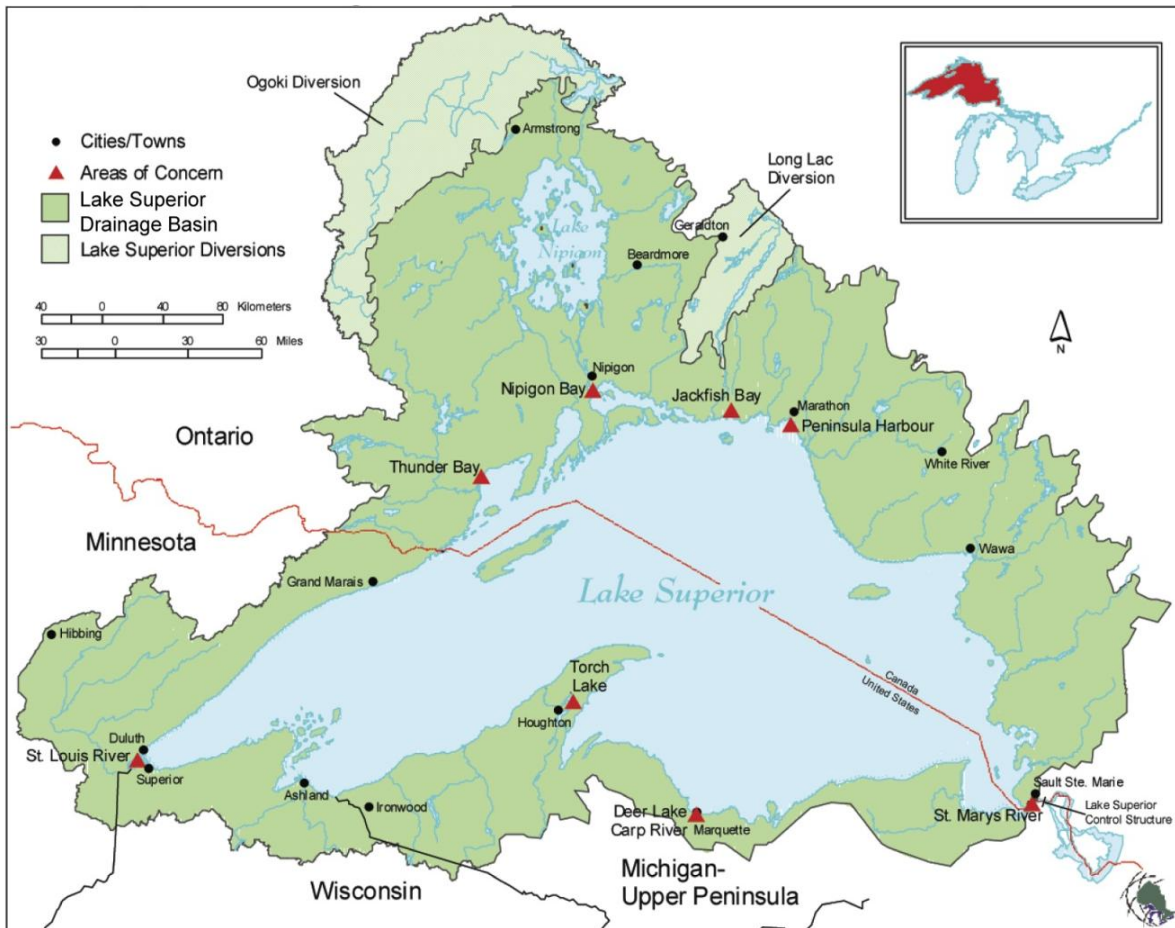 Ogoki Diversion
Cities/Towns
Areas of Concern
Lake Superior
Drainage Basin
Lake Superior Diversions
40 0 40 80 Kilometers
30 0 30 60 Miles
Armstrong
Long Lac
Diversion
Geraldton
Lake
Nipigon
Beardmore
N
Nipigon
Nipigon Bay
Jackfish Bay
Marathon
Peninsula Harbour
Ontario
White River
Thunder Bay
Minnesota
Wawa
Grand Marais
Lake Superior
Hibbing
Torch
Lake
Canada
United States
Houghton
Duluth
St. Louis River
Superior
Ashland
Ironwood
Sault Ste. Marie
Deer Lake
Carp River
Marquette
St. Marys River
Lake Superior
Control Structure
Wisconsin
Michigan-
Upper Peninsula